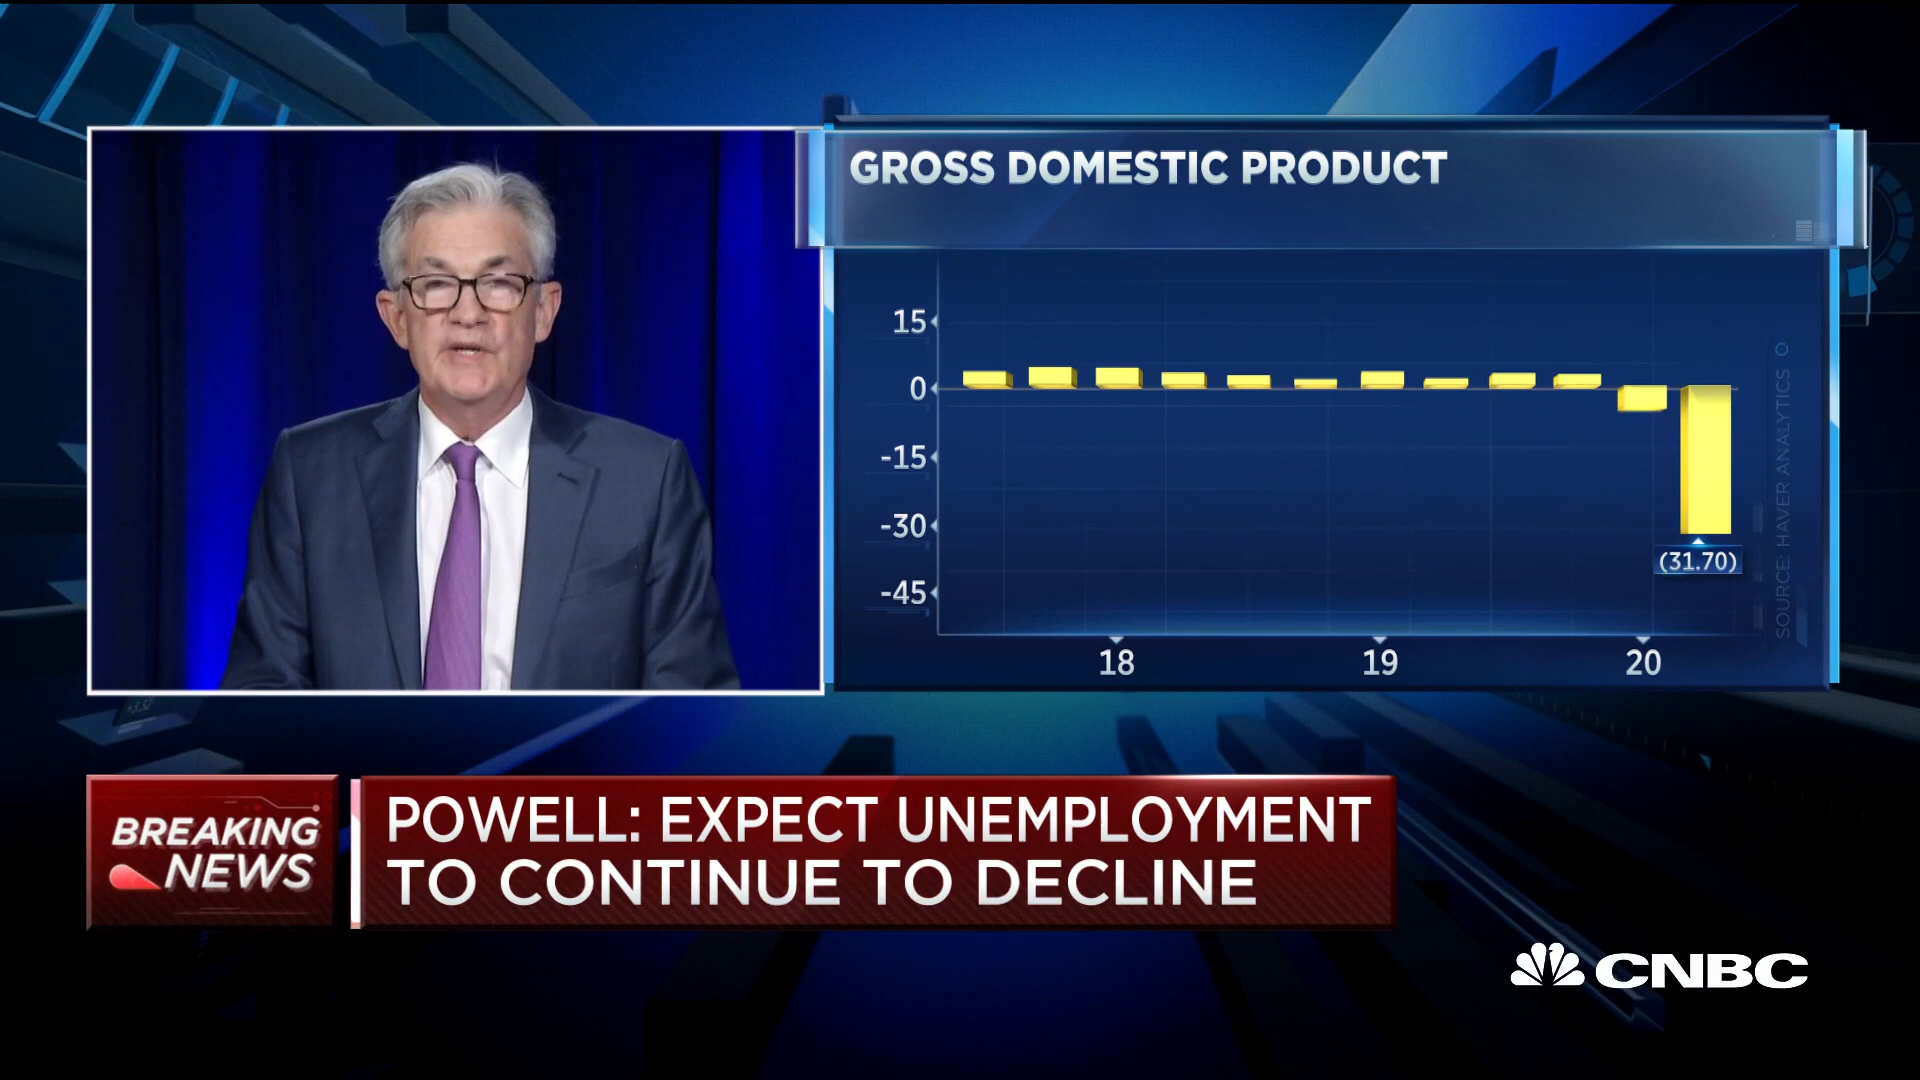 GROSS DOMESTIC PRODUCT
15
0
-15
-30
-45
(31.70)
18
19
20
SOURCE: HAVER ANALYTICS
BREAKING
NEWS
POWELL: EXPECT UNEMPLOYMENT
TO CONTINUE TO DECLINE
CNBC